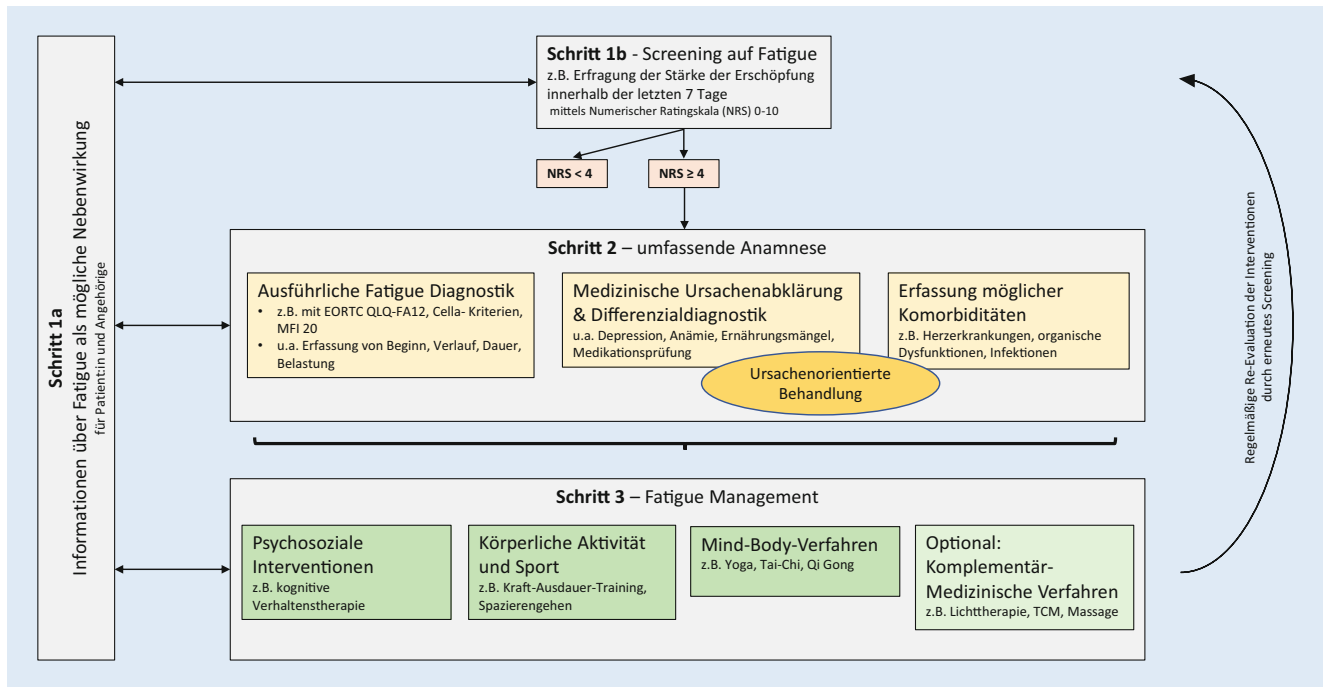 Schritt 1a
Informationen über Fatigue als mögliche Nebenwirkung
für Patient:in und Angehörige
Schritt 1b - Screening auf Fatigue
z.B. Erfragung der Stärke der Erschöpfung
innerhalb der letzten 7 Tage
mittels Numerischer Ratingskala (NRS) 0-10
NRS < 4
NRS ≥ 4
Schritt 2 – umfassende Anamnese
Ausführliche Fatigue Diagnostik
• z.B. mit EORTC QLQ-FA12, Cella- Kriterien,
MFI 20
• u.a. Erfassung von Beginn, Verlauf, Dauer,
Belastung
Medizinische Ursachenabklärung
& Differenzialdiagnostik
u.a. Depression, Anämie, Ernährungsmängel,
Medikationsprüfung
Erfassung möglicher
Komorbiditäten
z.B. Herzerkrankungen, organische
Dysfunktionen, Infektionen
Ursachenorientierte
Behandlung
Schritt 3 – Fatigue Management
Psychosoziale
Interventionen
z.B. kognitive
Verhaltenstherapie
Körperliche Aktivität
und Sport
z.B. Kraft-Ausdauer-Training,
Spazierengehen
Mind-Body-Verfahren
z.B. Yoga, Tai-Chi, Qi Gong
Optional:
Komplementär-
Medizinische Verfahren
z.B. Lichttherapie, TCM, Massage
Regelmäßige Re-Evaluation der Interventionen
durch erneutes Screening